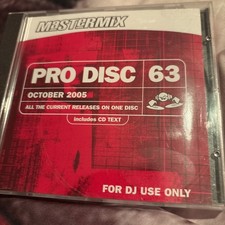 MASTERMIX
PRO DISC 63
OCTOBER 2005
ALL THE CURRENT RELEASES ON ONE DISC
includes CD TEXT
FOR DJ USE ONLY